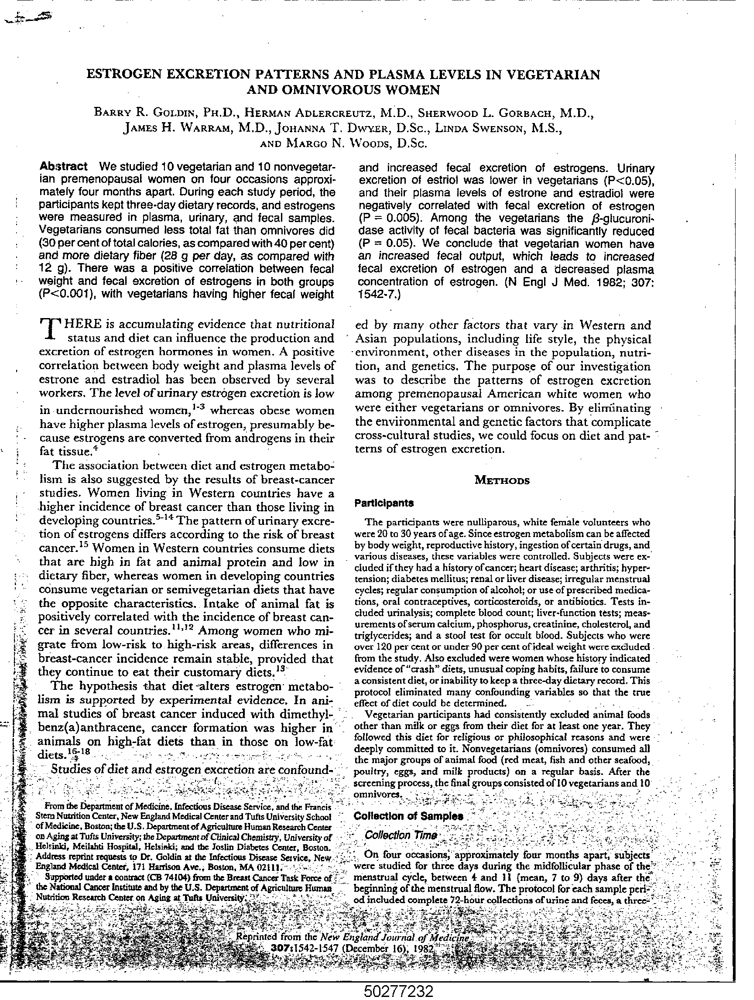 ESTROGEN EXCRETION PATTERNS AND PLASMA LEVELS IN VEGETARIAN
AND OMNIVOROUS WOMEN
BARRY R. GOLDIN, PH.D., HERMAN ADLERCREUTZ, M.D., SHERWOOD L. GORBACH, M.D.,
JAMES H. WARRAM, M.D., JOHANNA T. DWYER, D.SC., LINDA SWENSON, M.S.,
AND MARGO N. WOODS, D.SC.
Abstract We studied 10 vegetarian and 10 nonvegetar-
ian premenopausal women on four occasions approxi-
mately four months apart. During each study period, the
participants kept three-day dietary records, and estrogens
were measured in plasma, urinary, and fecal samples.
Vegetarians consumed less total fat than omnivores did
(30 per cent of total calories, as compared with 40 per cent)
and more dietary fiber (28 g per day, as compared with
12 g). There was a positive correlation between fecal
weight and fecal excretion of estrogens in both groups
(P<0.001), with vegetarians having higher fecal weight
and increased fecal excretion of estrogens. Urinary
excretion of estriol was lower in vegetarians (P<0.05),
and their plasma levels of estrone and estradiol were
negatively correlated with fecal excretion of estrogen
(P = 0.005). Among the vegetarians the β-glucuroni-
dase activity of fecal bacteria was significantly reduced
(P = 0.05). We conclude that vegetarian women have
an increased fecal output, which leads to increased
fecal excretion of estrogen and a decreased plasma
concentration of estrogen. (N Engl J Med. 1982; 307:
1542-7.)
THERE is accumulating evidence that nutritional
status and diet can influence the production and
excretion of estrogen hormones in women. A positive
correlation between body weight and plasma levels of
estrone and estradiol has been observed by several
workers. The level of urinary estrogen excretion is low
in undernourished women,1-3 whereas obese women
have higher plasma levels of estrogen, presumably be-
cause estrogens are converted from androgens in their
fat tissue.4
The association between diet and estrogen metabo-
lism is also suggested by the results of breast-cancer
studies. Women living in Western countries have a
higher incidence of breast cancer than those living in
developing countries.5-14 The pattern of urinary excre-
tion of estrogens differs according to the risk of breast
cancer.15 Women in Western countries consume diets
that are high in fat and animal protein and low in
dietary fiber, whereas women in developing countries
consume vegetarian or semivegetarian diets that have
the opposite characteristics. Intake of animal fat is
positively correlated with the incidence of breast can-
cer in several countries.11,12 Among women who mi-
grate from low-risk to high-risk areas, differences in
breast-cancer incidence remain stable, provided that
they continue to eat their customary diets.13
The hypothesis that diet alters estrogen metabo-
lism is supported by experimental evidence. In ani-
mal studies of breast cancer induced with dimethyl-
benz(a)anthracene, cancer formation was higher in
animals on high-fat diets than in those on low-fat
diets.16-18
Studies of diet and estrogen excretion are confound-
From the Department of Medicine, Infectious Disease Service, and the Francis
Stern Nutrition Center, New England Medical Center and Tufts University School
of Medicine, Boston; the U.S. Department of Agriculture Human Research Center
on Aging at Tufts University; the Department of Clinical Chemistry, University of
Helsinki, Meilahti Hospital, Helsinki; and the Joslin Diabetes Center, Boston.
Address reprint requests to Dr. Goldin at the Infectious Disease Service, New
England Medical Center, 171 Harrison Ave., Boston, MA 02111.
Supported under a contract (CB 74104) from the Breast Cancer Task Force of
the National Cancer Institute and by the U.S. Department of Agriculture Human
Nutrition Research Center on Aging at Tufts University.
ed by many other factors that vary in Western and
Asian populations, including life style, the physical
environment, other diseases in the population, nutri-
tion, and genetics. The purpose of our investigation
was to describe the patterns of estrogen excretion
among premenopausal American white women who
were either vegetarians or omnivores. By eliminating
the environmental and genetic factors that complicate
cross-cultural studies, we could focus on diet and pat-
terns of estrogen excretion.
METHODS
Participants
The participants were nulliparous, white female volunteers who
were 20 to 30 years of age. Since estrogen metabolism can be affected
by body weight, reproductive history, ingestion of certain drugs, and
various diseases, these variables were controlled. Subjects were ex-
cluded if they had a history of cancer; heart disease; arthritis; hyper-
tension; diabetes mellitus; renal or liver disease; irregular menstrual
cycles; regular consumption of alcohol; or use of prescribed medica-
tions, oral contraceptives, corticosteroids, or antibiotics. Tests in-
cluded urinalysis; complete blood count; liver-function tests; meas-
urements of serum calcium, phosphorus, creatinine, cholesterol, and
triglycerides; and a stool test for occult blood. Subjects who were
over 120 per cent or under 90 per cent of ideal weight were excluded
from the study. Also excluded were women whose history indicated
evidence of "crash" diets, unusual coping habits, failure to consume
a consistent diet, or inability to keep a three-day dietary record. This
protocol eliminated many confounding variables so that the true
effect of diet could be determined.
Vegetarian participants had consistently excluded animal foods
other than milk or eggs from their diet for at least one year. They
followed this diet for religious or philosophical reasons and were
deeply committed to it. Nonvegetarians (omnivores) consumed all
the major groups of animal food (red meat, fish and other seafood,
poultry, eggs, and milk products) on a regular basis. After the
screening process, the final groups consisted of 10 vegetarians and 10
omnivores.
Collection of Samples
Collection Time
On four occasions, approximately four months apart, subjects
were studied for three days during the midfollicular phase of the
menstrual cycle, between 4 and 11 (mean, 7 to 9) days after the
beginning of the menstrual flow. The protocol for each sample peri-
od included complete 72-hour collections of urine and feces, a three-
Reprinted from the New England Journal of Medicine
307:1542-1547 (December 16), 1982
50277232